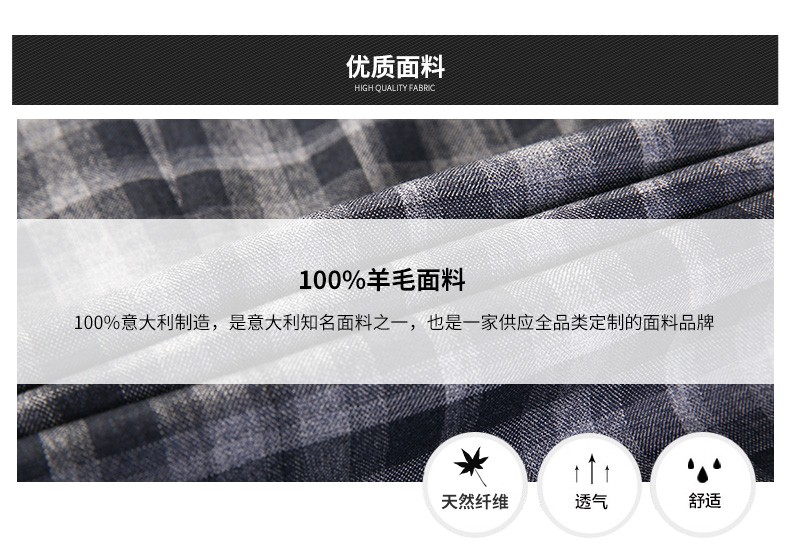 优质面料
HIGH QUALITY FABRIC
100%羊毛面料
100%意大利制造，是意大利知名面料之一，也是一家供应全品类定制的面料品牌
天然纤维
透气
舒适